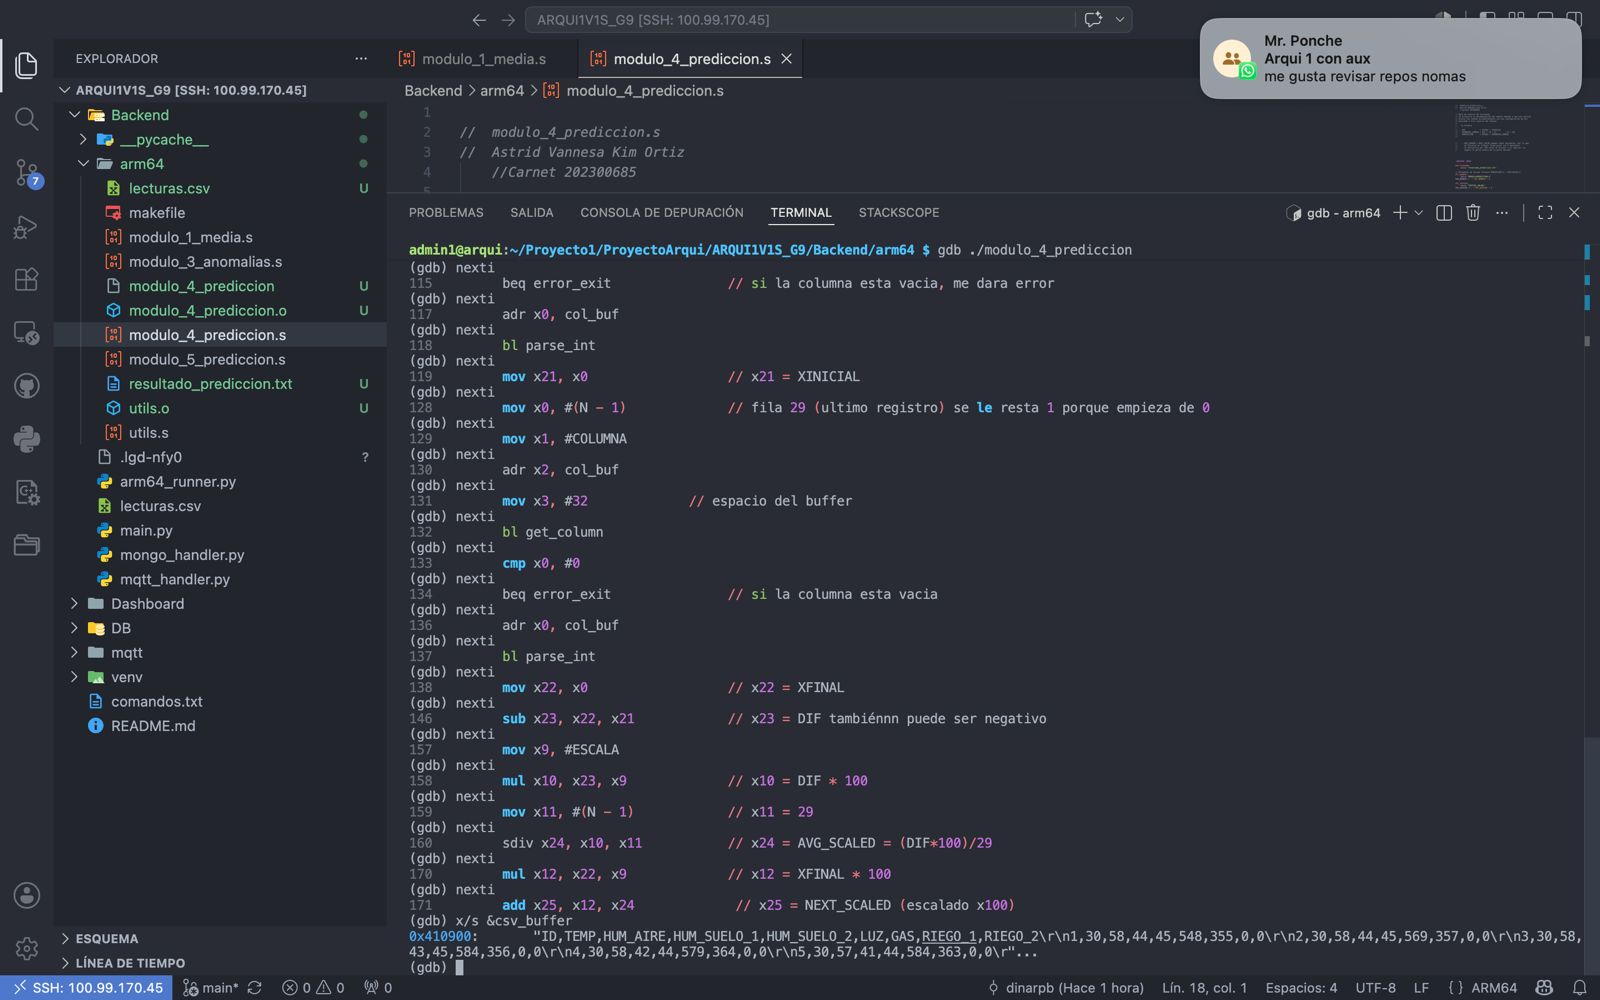 ARQUI1V1S_G9 [SSH: 100.99.170.45]
Mr. Ponche
Arqui 1 con aux
me gusta revisar repos nomas
EXPLORADOR
modulo_1_media.s
modulo_4_prediccion.s
ARQUI1V1S_G9 [SSH: 100.99.170.45]
Backend > arm64 > modulo_4_prediccion.s
Backend
__pycache__
arm64
lecturas.csv U
makefile
modulo_1_media.s
modulo_3_anomalias.s
modulo_4_prediccion U
modulo_4_prediccion.o U
modulo_4_prediccion.s
modulo_5_prediccion.s
resultado_prediccion.txt U
utils.o U
utils.s
.lgd-nfy0 ?
arm64_runner.py
lecturas.csv
main.py
mongo_handler.py
mqtt_handler.py
Dashboard
DB
mqtt
venv
comandos.txt
README.md
ESQUEMA
LÍNEA DE TIEMPO
7
1
2 // modulo_4_prediccion.s
3 // Astrid Vannesa Kim Ortiz
4 //Carnet 202300685
5
PROBLEMAS SALIDA CONSOLA DE DEPURACIÓN TERMINAL STACKSCOPE
gdb - arm64
admin1@arqui:~/Proyecto1/ProyectoArqui/ARQUI1V1S_G9/Backend/arm64 $ gdb ./modulo_4_prediccion
(gdb) nexti
115 beq error_exit // si la columna esta vacia, me dara error
(gdb) nexti
117 adr x0, col_buf
(gdb) nexti
118 bl parse_int
(gdb) nexti
119 mov x21, x0 // x21 = XINICIAL
(gdb) nexti
128 mov x0, #(N - 1) // fila 29 (ultimo registro) se le resta 1 porque empieza de 0
(gdb) nexti
129 mov x1, #COLUMNA
(gdb) nexti
130 adr x2, col_buf
(gdb) nexti
131 mov x3, #32 // espacio del buffer
(gdb) nexti
132 bl get_column
(gdb) nexti
133 cmp x0, #0
(gdb) nexti
134 beq error_exit // si la columna esta vacia
(gdb) nexti
136 adr x0, col_buf
(gdb) nexti
137 bl parse_int
(gdb) nexti
138 mov x22, x0 // x22 = XFINAL
(gdb) nexti
146 sub x23, x22, x21 // x23 = DIF tambiénnn puede ser negativo
(gdb) nexti
157 mov x9, #ESCALA
(gdb) nexti
158 mul x10, x23, x9 // x10 = DIF * 100
(gdb) nexti
159 mov x11, #(N - 1) // x11 = 29
(gdb) nexti
160 sdiv x24, x10, x11 // x24 = AVG_SCALED = (DIF*100)/29
(gdb) nexti
170 mul x12, x22, x9 // x12 = XFINAL * 100
(gdb) nexti
171 add x25, x12, x24 // x25 = NEXT_SCALED (escalado x100)
(gdb) x/s &csv_buffer
0x410900: "ID,TEMP,HUM_AIRE,HUM_SUELO_1,HUM_SUELO_2,LUZ,GAS,RIEGO_1,RIEGO_2\r\n1,30,58,44,45,548,355,0,0\r\n2,30,58,44,45,569,357,0,0\r\n3,30,58,
43,45,584,356,0,0\r\n4,30,58,42,44,579,364,0,0\r\n5,30,57,41,44,584,363,0,0\r"...
(gdb)
SSH: 100.99.170.45 main* 0 0 0 dinarpb (Hace 1 hora) Lín. 18, col. 1 Espacios: 4 UTF-8 LF {} ARM64